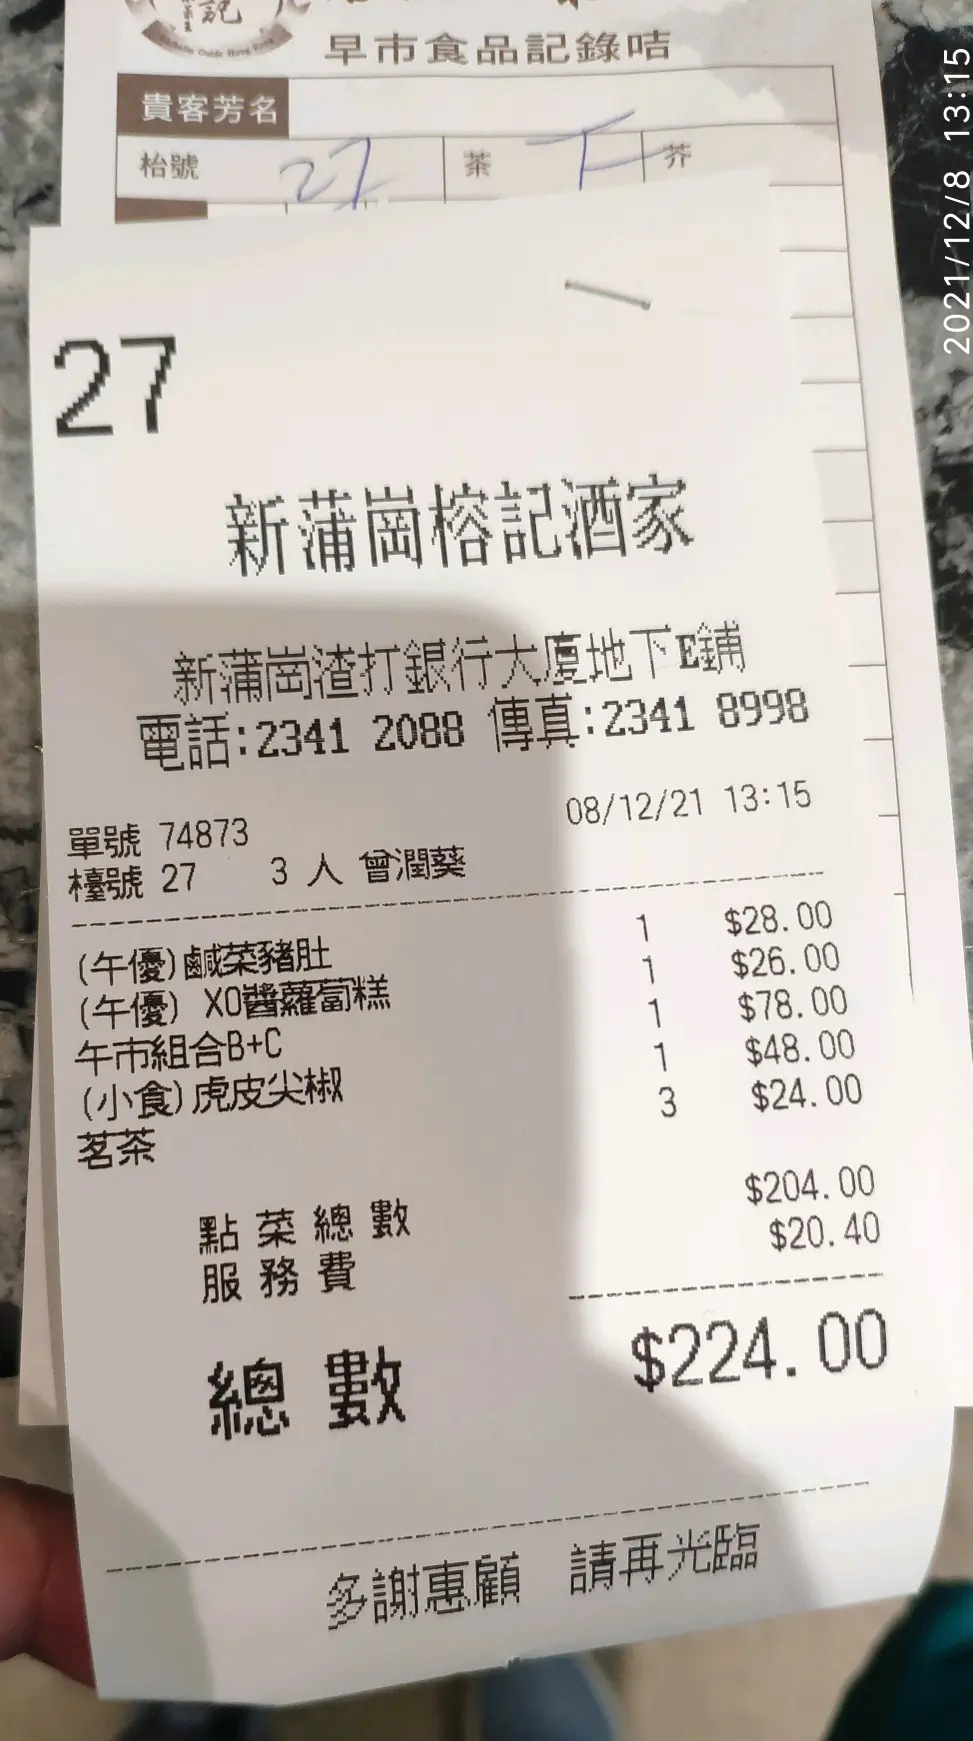 記
早市食品記錄咭
貴客芳名
枱號 27 茶 芥
27
新蒲崗榕記酒家
新蒲崗渣打銀行大廈地下E鋪
電話:2341 2088 傳真:2341 8998
單號 74873 08/12/21 13:15
檯號 27 3 人 曾潤葵
(午優)鹹菜豬肚 1 $28.00
(午優) XO醬蘿蔔糕 1 $26.00
午市組合B+C 1 $78.00
(小食)虎皮尖椒 1 $48.00
茗茶 3 $24.00
點菜總數 $204.00
服務費 $20.40
總數 $224.00
多謝惠顧 請再光臨
2021/12/8 13:15